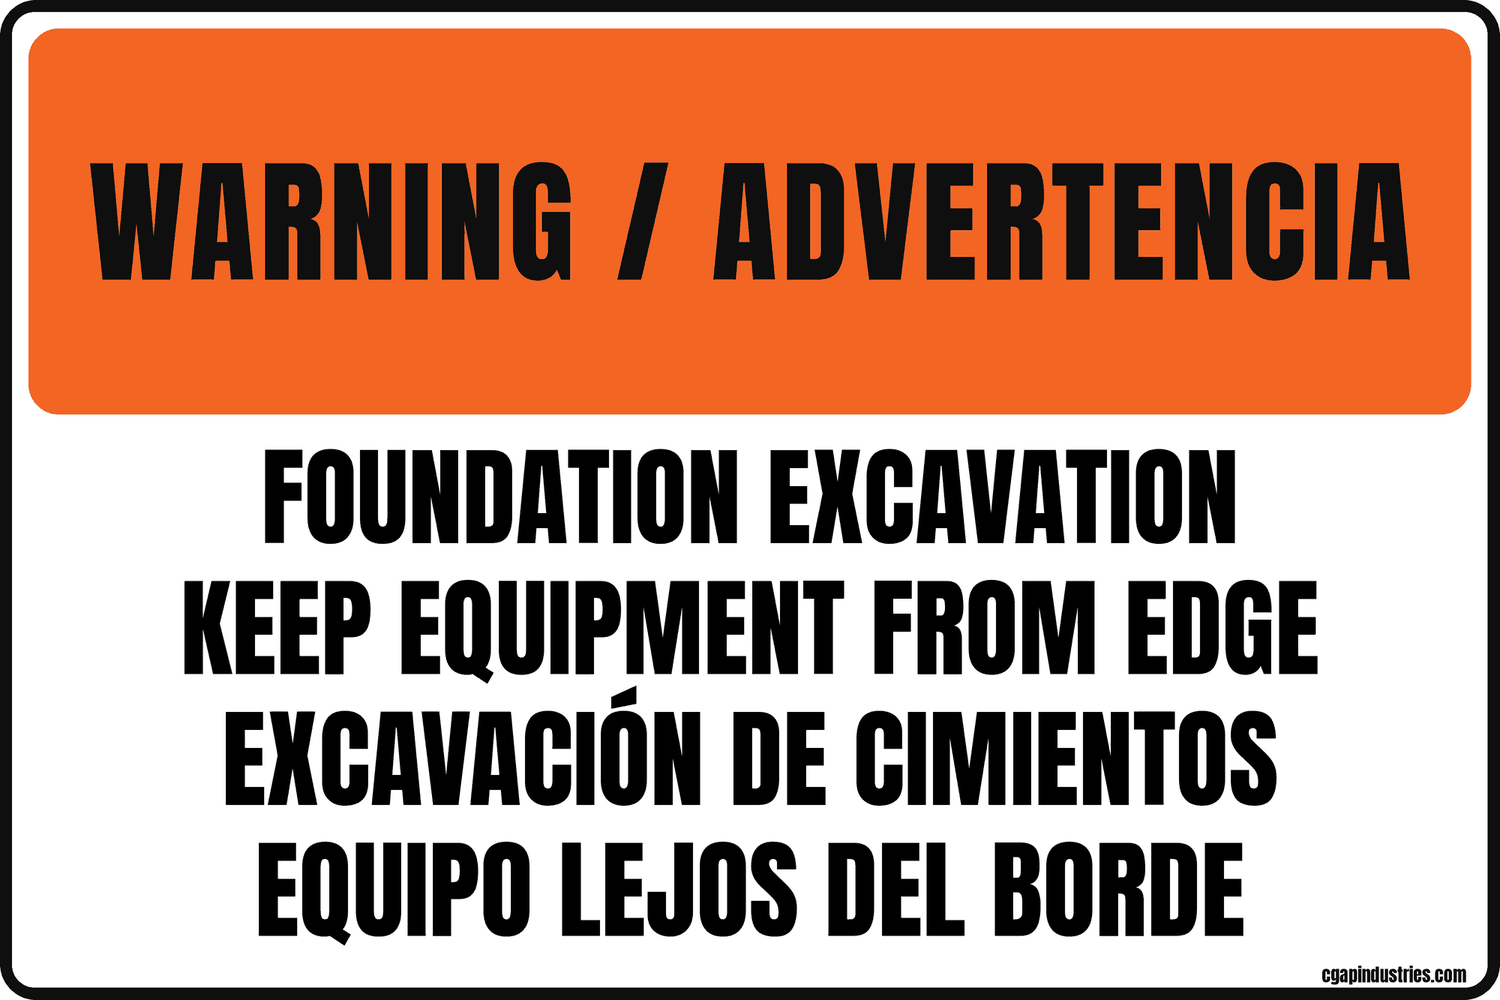 WARNING / ADVERTENCIA
FOUNDATION EXCAVATION
KEEP EQUIPMENT FROM EDGE
EXCAVACIÓN DE CIMIENTOS
EQUIPO LEJOS DEL BORDE
cgapindustries.com